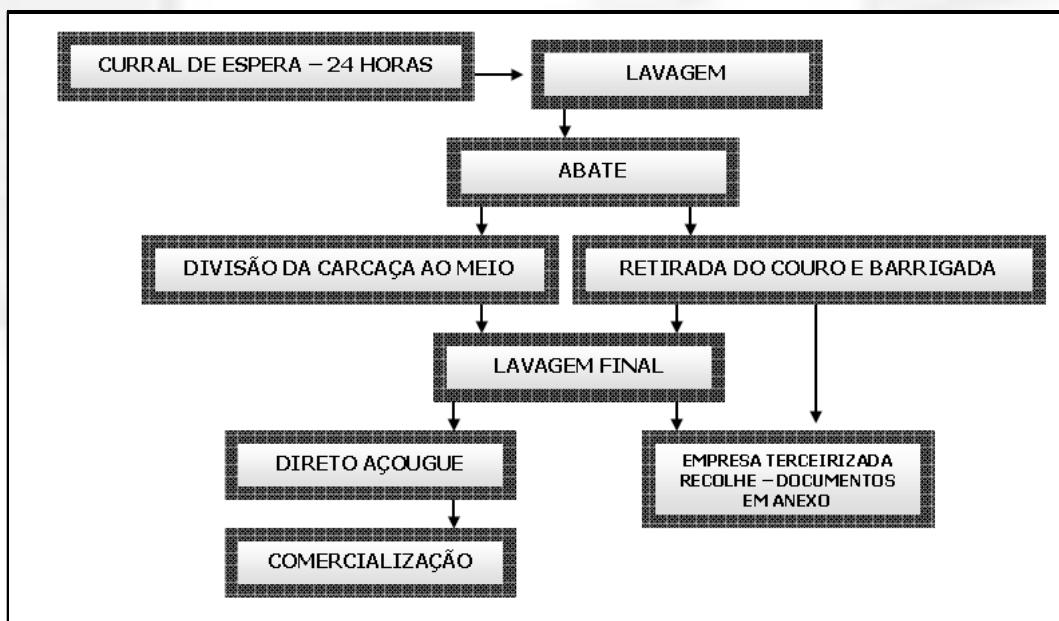 CURRAL DE ESPERA – 24 HORAS
LAVAGEM
ABATE
DIVISÃO DA CARCAÇA AO MEIO
RETIRADA DO COURO E BARRIGADA
LAVAGEM FINAL
DIRETO AÇOUGUE
EMPRESA TERCEIRIZADA
RECOLHE – DOCUMENTOS
EM ANEXO
COMERCIALIZAÇÃO